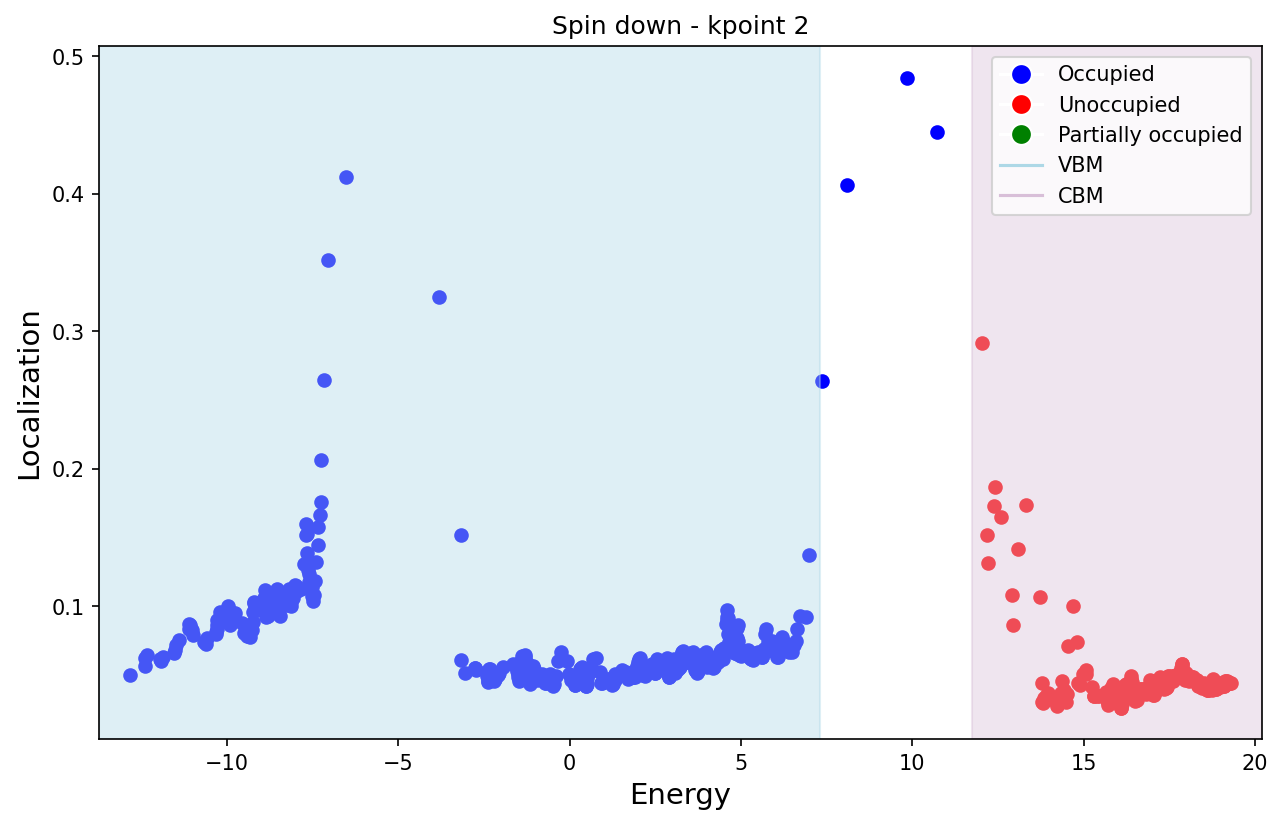 Spin down - kpoint 2
0.5
0.4
0.3
0.2
0.1
Localization
Occupied
Unoccupied
Partially occupied
VBM
CBM
−10 −5 0 5 10 15 20
Energy